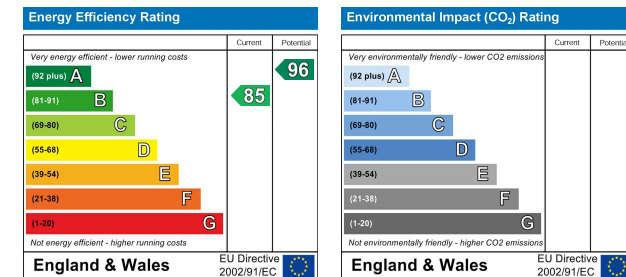 Energy Efficiency Rating
Current Potential
Very energy efficient - lower running costs
(92 plus) A
96
(81-91) B
85
(69-80) C
(55-68) D
(39-54) E
(21-38) F
(1-20) G
Not energy efficient - higher running costs
England & Wales
EU Directive
2002/91/EC
Environmental Impact (CO₂) Rating
Current Potentia
Very environmentally friendly - lower CO2 emissions
(92 plus) A
(81-91) B
(69-80) C
(55-68) D
(39-54) E
(21-38) F
(1-20) G
Not environmentally friendly - higher CO2 emissions
England & Wales
EU Directive
2002/91/EC